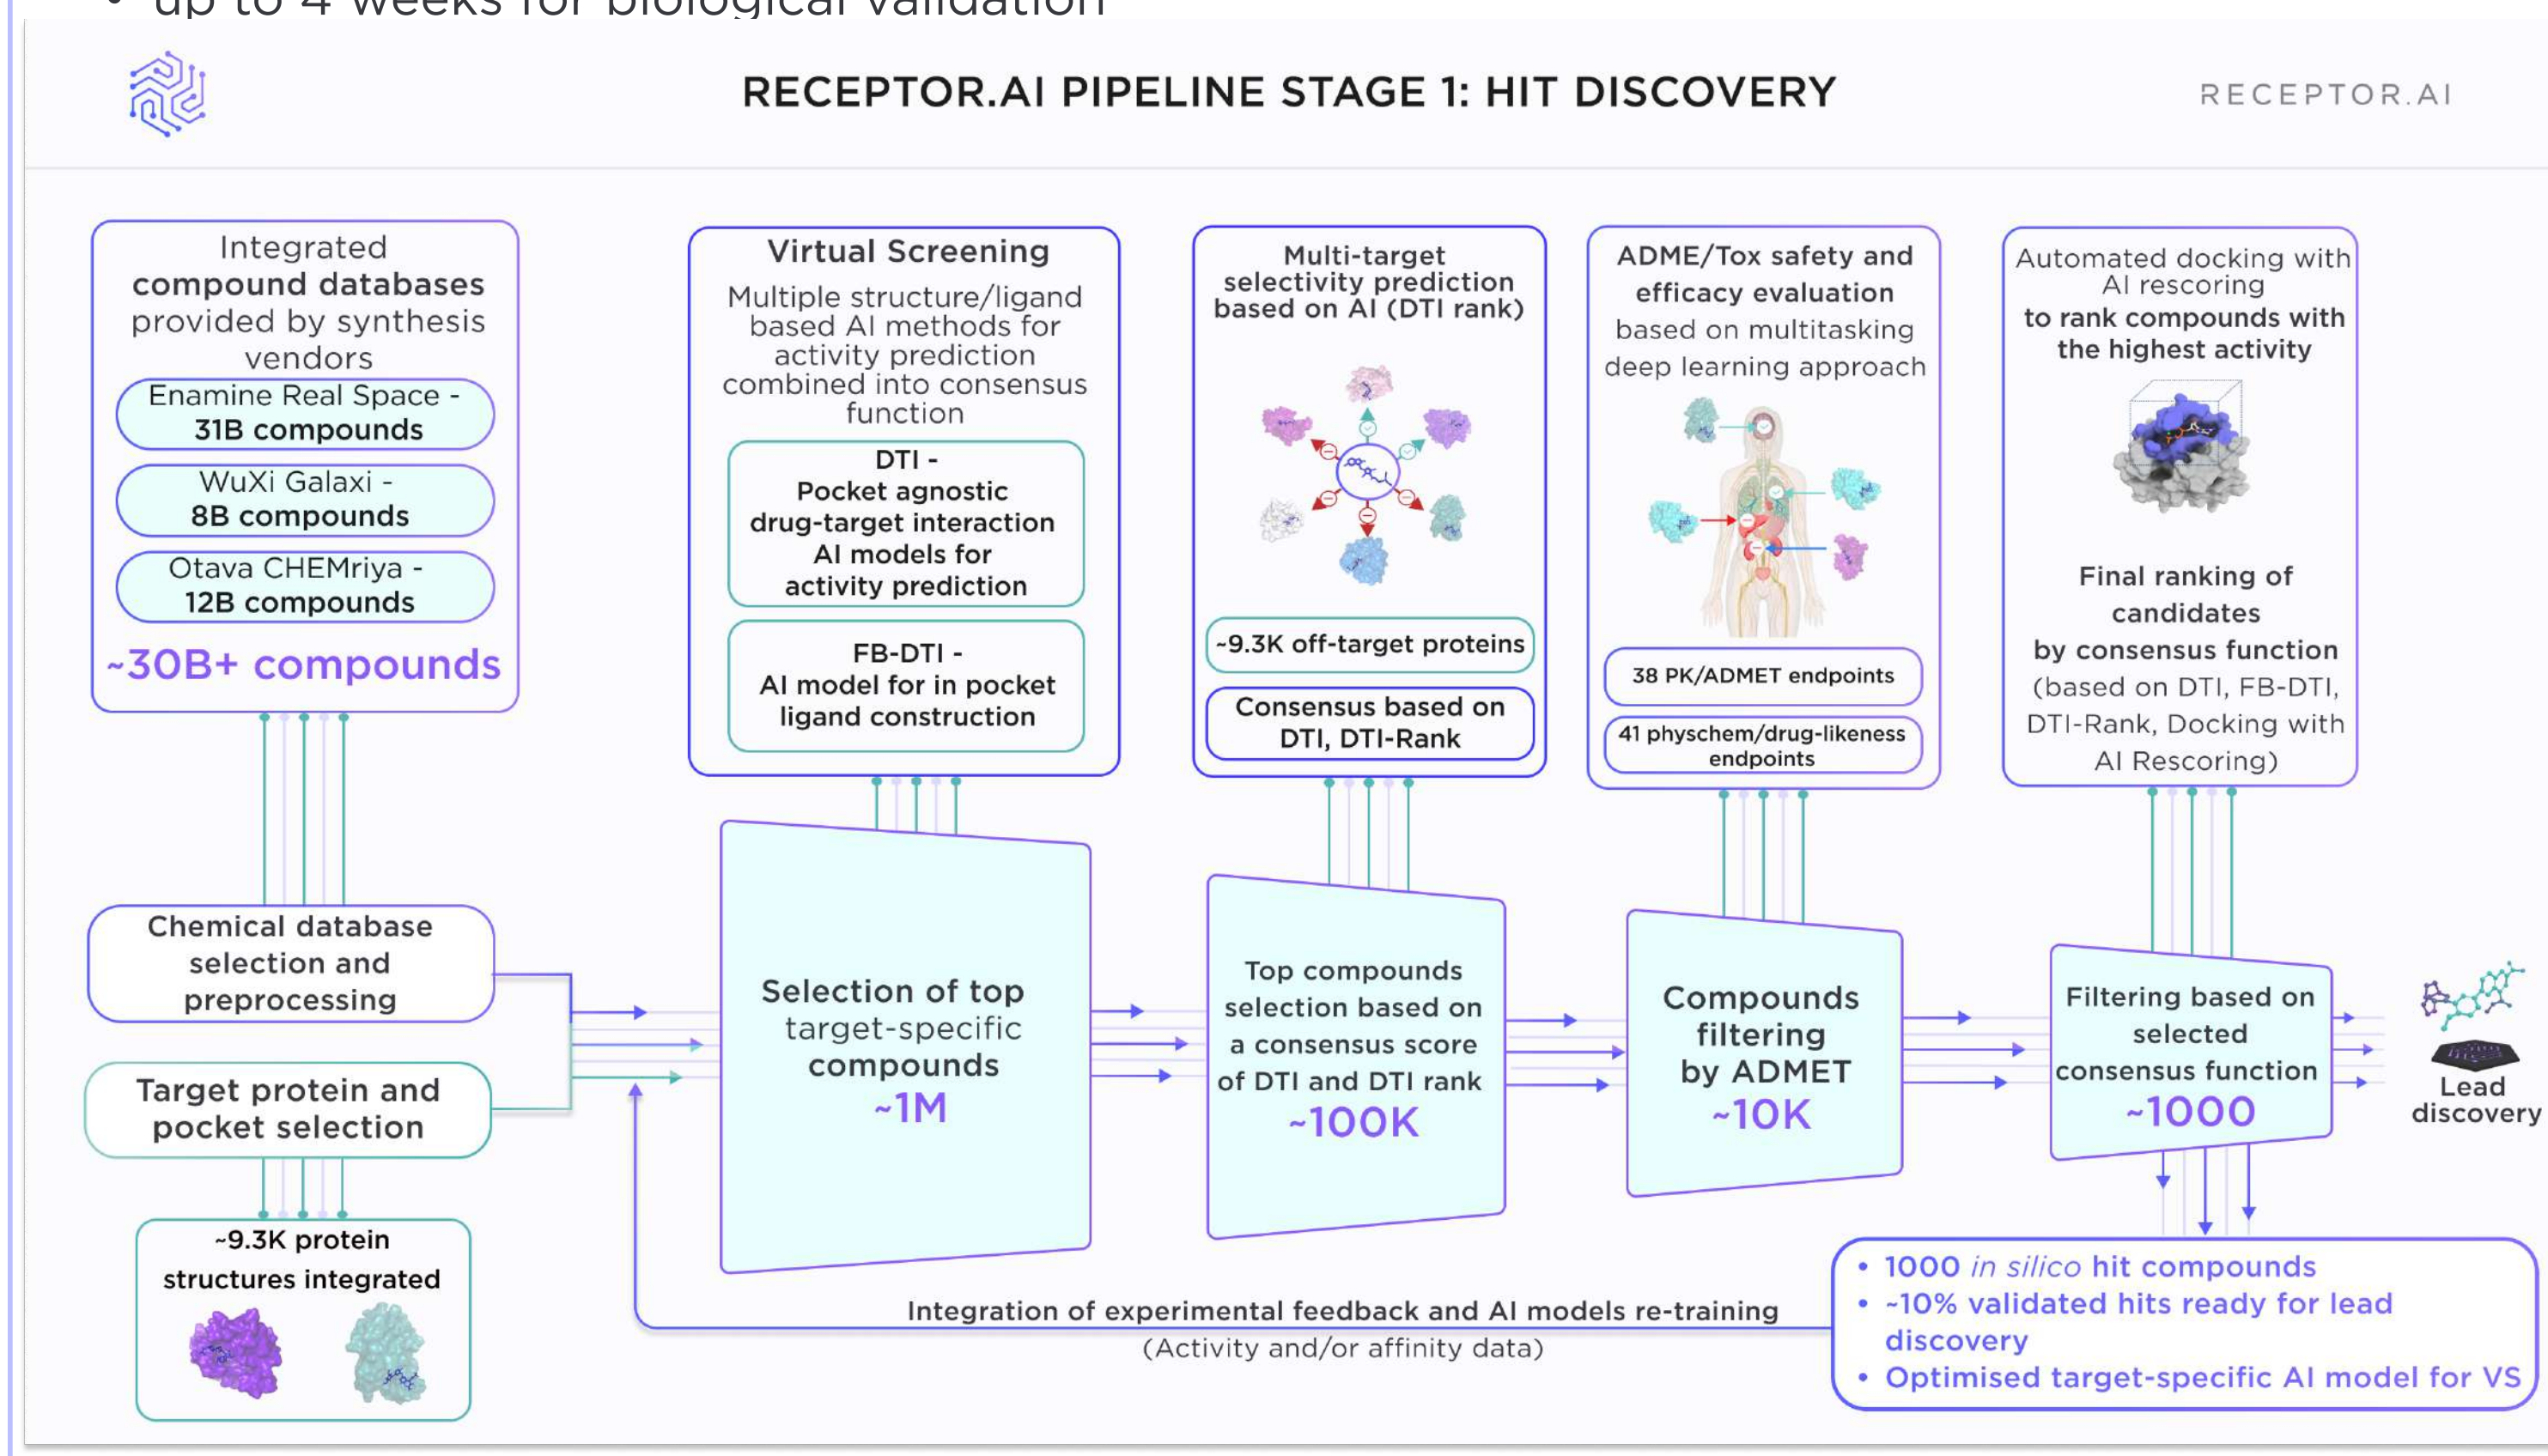 • up to 4 weeks for biological validation
RECEPTOR.AI PIPELINE STAGE 1: HIT DISCOVERY
RECEPTOR.AI
Integrated
compound databases
provided by synthesis
vendors
Enamine Real Space -
31B compounds
WuXi Galaxi -
8B compounds
Otava CHEMriya -
12B compounds
~30B+ compounds
Chemical database
selection and
preprocessing
Target protein and
pocket selection
~9.3K protein
structures integrated
Virtual Screening
Multiple structure/ligand
based AI methods for
activity prediction
combined into consensus
function
DTI -
Pocket agnostic
drug-target interaction
AI models for
activity prediction
FB-DTI -
AI model for in pocket
ligand construction
Selection of top
target-specific
compounds
~1M
Multi-target
selectivity prediction
based on AI (DTI rank)
~9.3K off-target proteins
Consensus based on
DTI, DTI-Rank
Top compounds
selection based on
a consensus score
of DTI and DTI rank
~100K
ADME/Tox safety and
efficacy evaluation
based on multitasking
deep learning approach
38 PK/ADMET endpoints
41 physchem/drug-likeness
endpoints
Compounds
filtering
by ADMET
~10K
Automated docking with
AI rescoring
to rank compounds with
the highest activity
Final ranking of
candidates
by consensus function
(based on DTI, FB-DTI,
DTI-Rank, Docking with
AI Rescoring)
Filtering based on
selected
consensus function
~1000
Lead
discovery
• 1000 in silico hit compounds
• ~10% validated hits ready for lead
discovery
• Optimised target-specific AI model for VS
Integration of experimental feedback and AI models re-training
(Activity and/or affinity data)